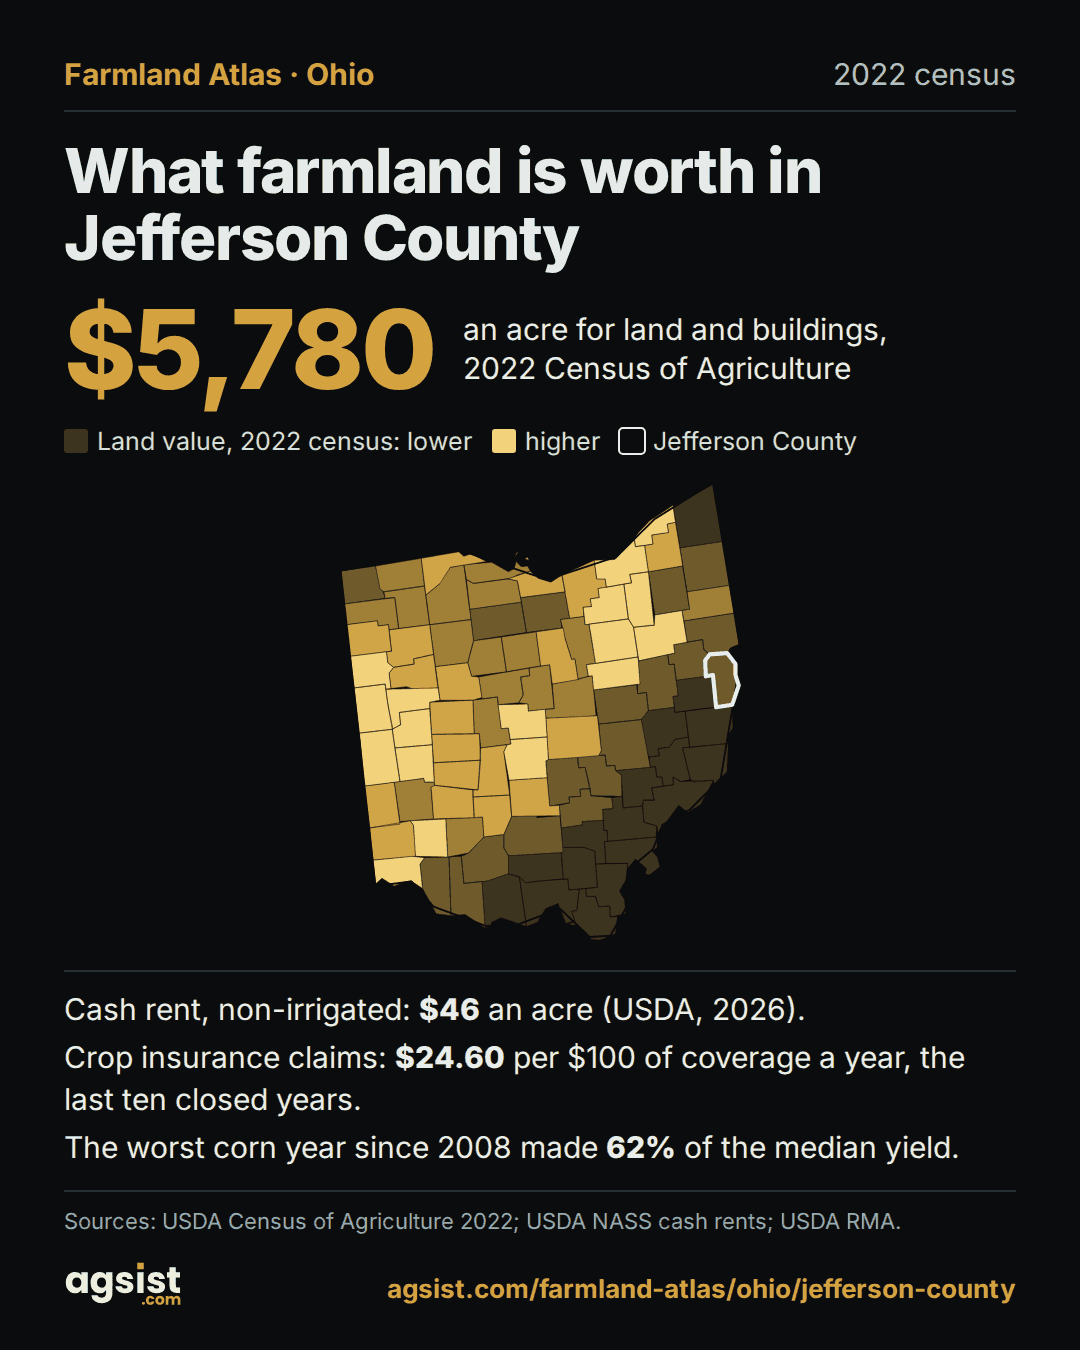 Farmland Atlas · Ohio
2022 census
What farmland is worth in
Jefferson County
$5,780
an acre for land and buildings,
2022 Census of Agriculture
Land value, 2022 census: lower
higher
Jefferson County
Cash rent, non-irrigated: $46 an acre (USDA, 2026).
Crop insurance claims: $24.60 per $100 of coverage a year, the
last ten closed years.
The worst corn year since 2008 made 62% of the median yield.
Sources: USDA Census of Agriculture 2022; USDA NASS cash rents; USDA RMA.
agsist
.com
agsist.com/farmland-atlas/ohio/jefferson-county